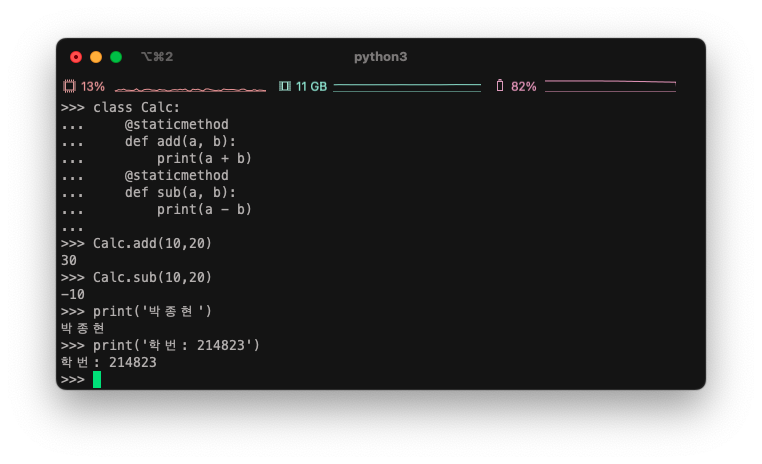 ⌥⌘2 python3
13% 11 GB 82%
>>> class Calc:
...     @staticmethod
...     def add(a, b):
...         print(a + b)
...     @staticmethod
...     def sub(a, b):
...         print(a - b)
...
>>> Calc.add(10,20)
30
>>> Calc.sub(10,20)
-10
>>> print('박종현')
박종현
>>> print('학번: 214823')
학번: 214823
>>>